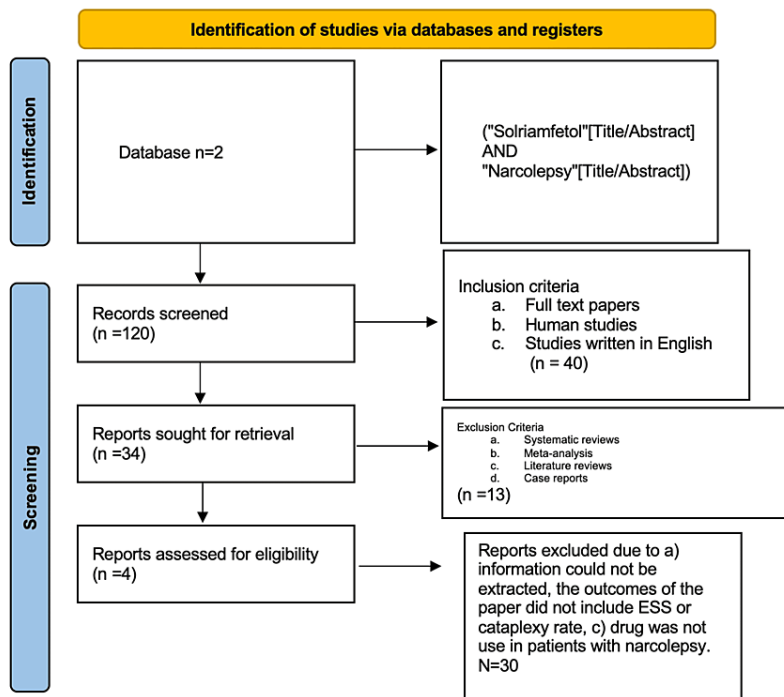 Identification of studies via databases and registers
Identification
Database n=2
("Solriamfetol"[Title/Abstract]
AND
"Narcolepsy"[Title/Abstract])
Screening
Records screened
(n =120)
Inclusion criteria
a. Full text papers
b. Human studies
c. Studies written in English
(n = 40)
Reports sought for retrieval
(n =34)
Exclusion Criteria
a. Systematic reviews
b. Meta-analysis
c. Literature reviews
d. Case reports
(n =13)
Reports assessed for eligibility
(n =4)
Reports excluded due to a)
information could not be
extracted, the outcomes of the
paper did not include ESS or
cataplexy rate, c) drug was not
use in patients with narcolepsy.
N=30